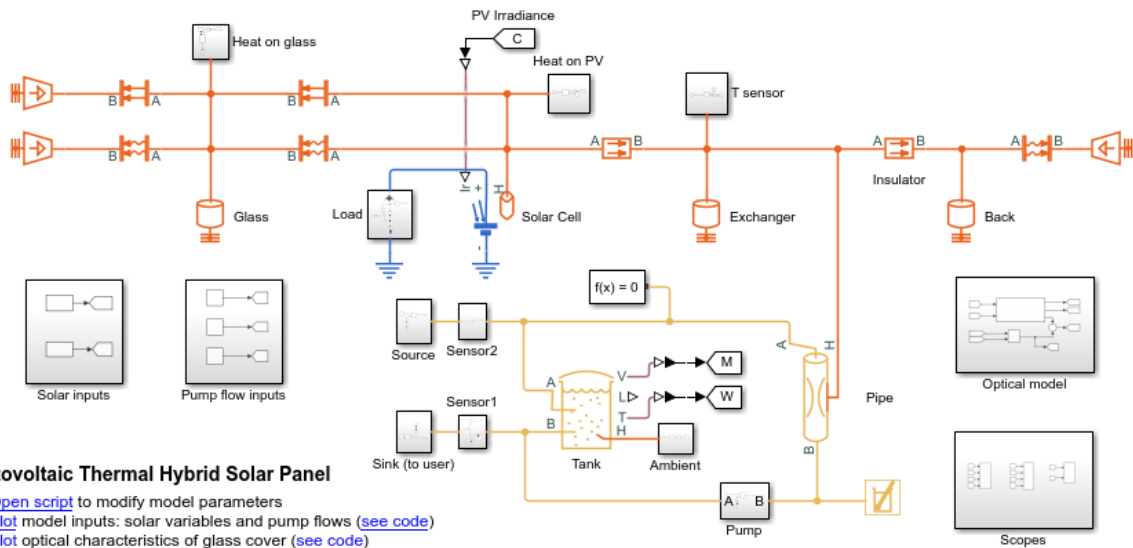 PV Irradiance
C
Heat on glass
Heat on PV
T sensor
B A B A
A B A B A B
B A B A
Insulator
Ir + H
Load
-
Glass
Solar Cell
Exchanger
Back
f(x) = 0
Source
Sensor2
A H
Solar inputs
Pump flow inputs
Optical model
V M
A
L
W
T
Sensor1
B
H
Pipe
Sink (to user)
Tank
Ambient
B
tovoltaic Thermal Hybrid Solar Panel
Open script to modify model parameters
lot model inputs: solar variables and pump flows (see code)
lot optical characteristics of glass cover (see code)
A B
Pump
Scopes